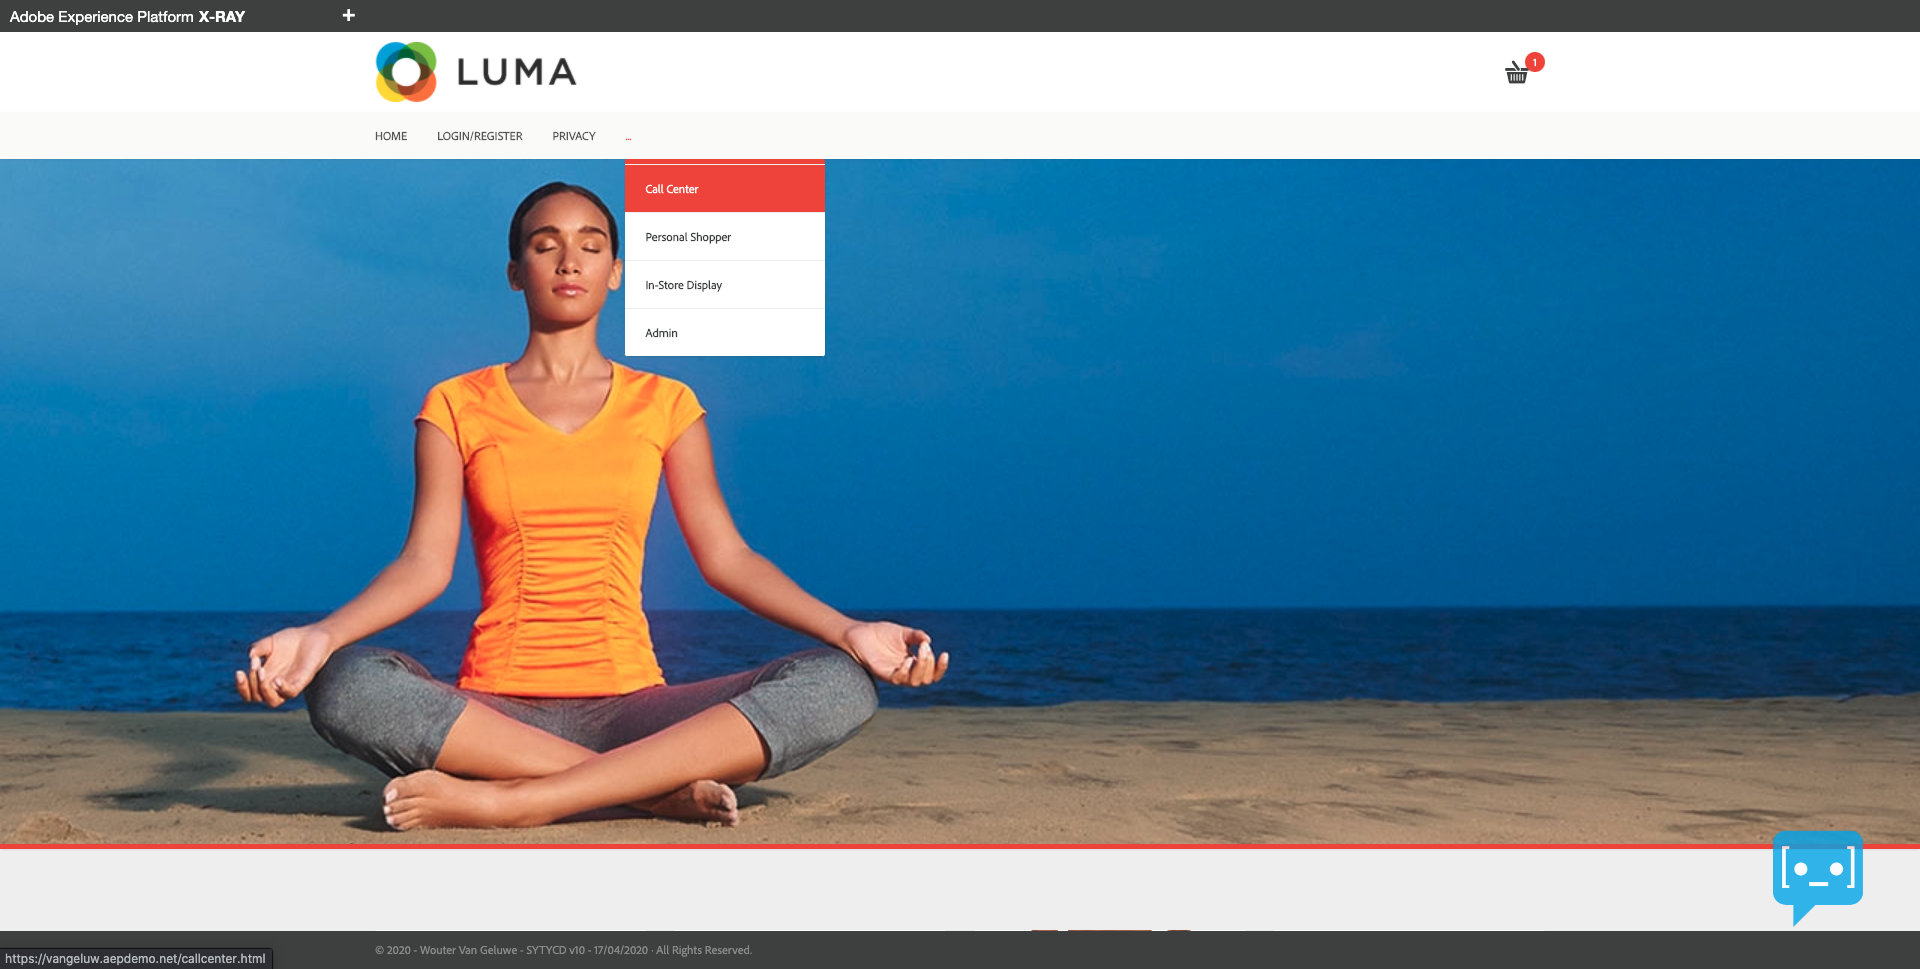 Adobe Experience Platform X-RAY
+
LUMA
1
HOME
LOGIN/REGISTER
PRIVACY
...
Call Center
Personal Shopper
In-Store Display
Admin
© 2020 - Wouter Van Geluwe - SYTYCD v10 - 17/04/2020 · All Rights Reserved.
https://vangeluw.aepdemo.net/callcenter.html